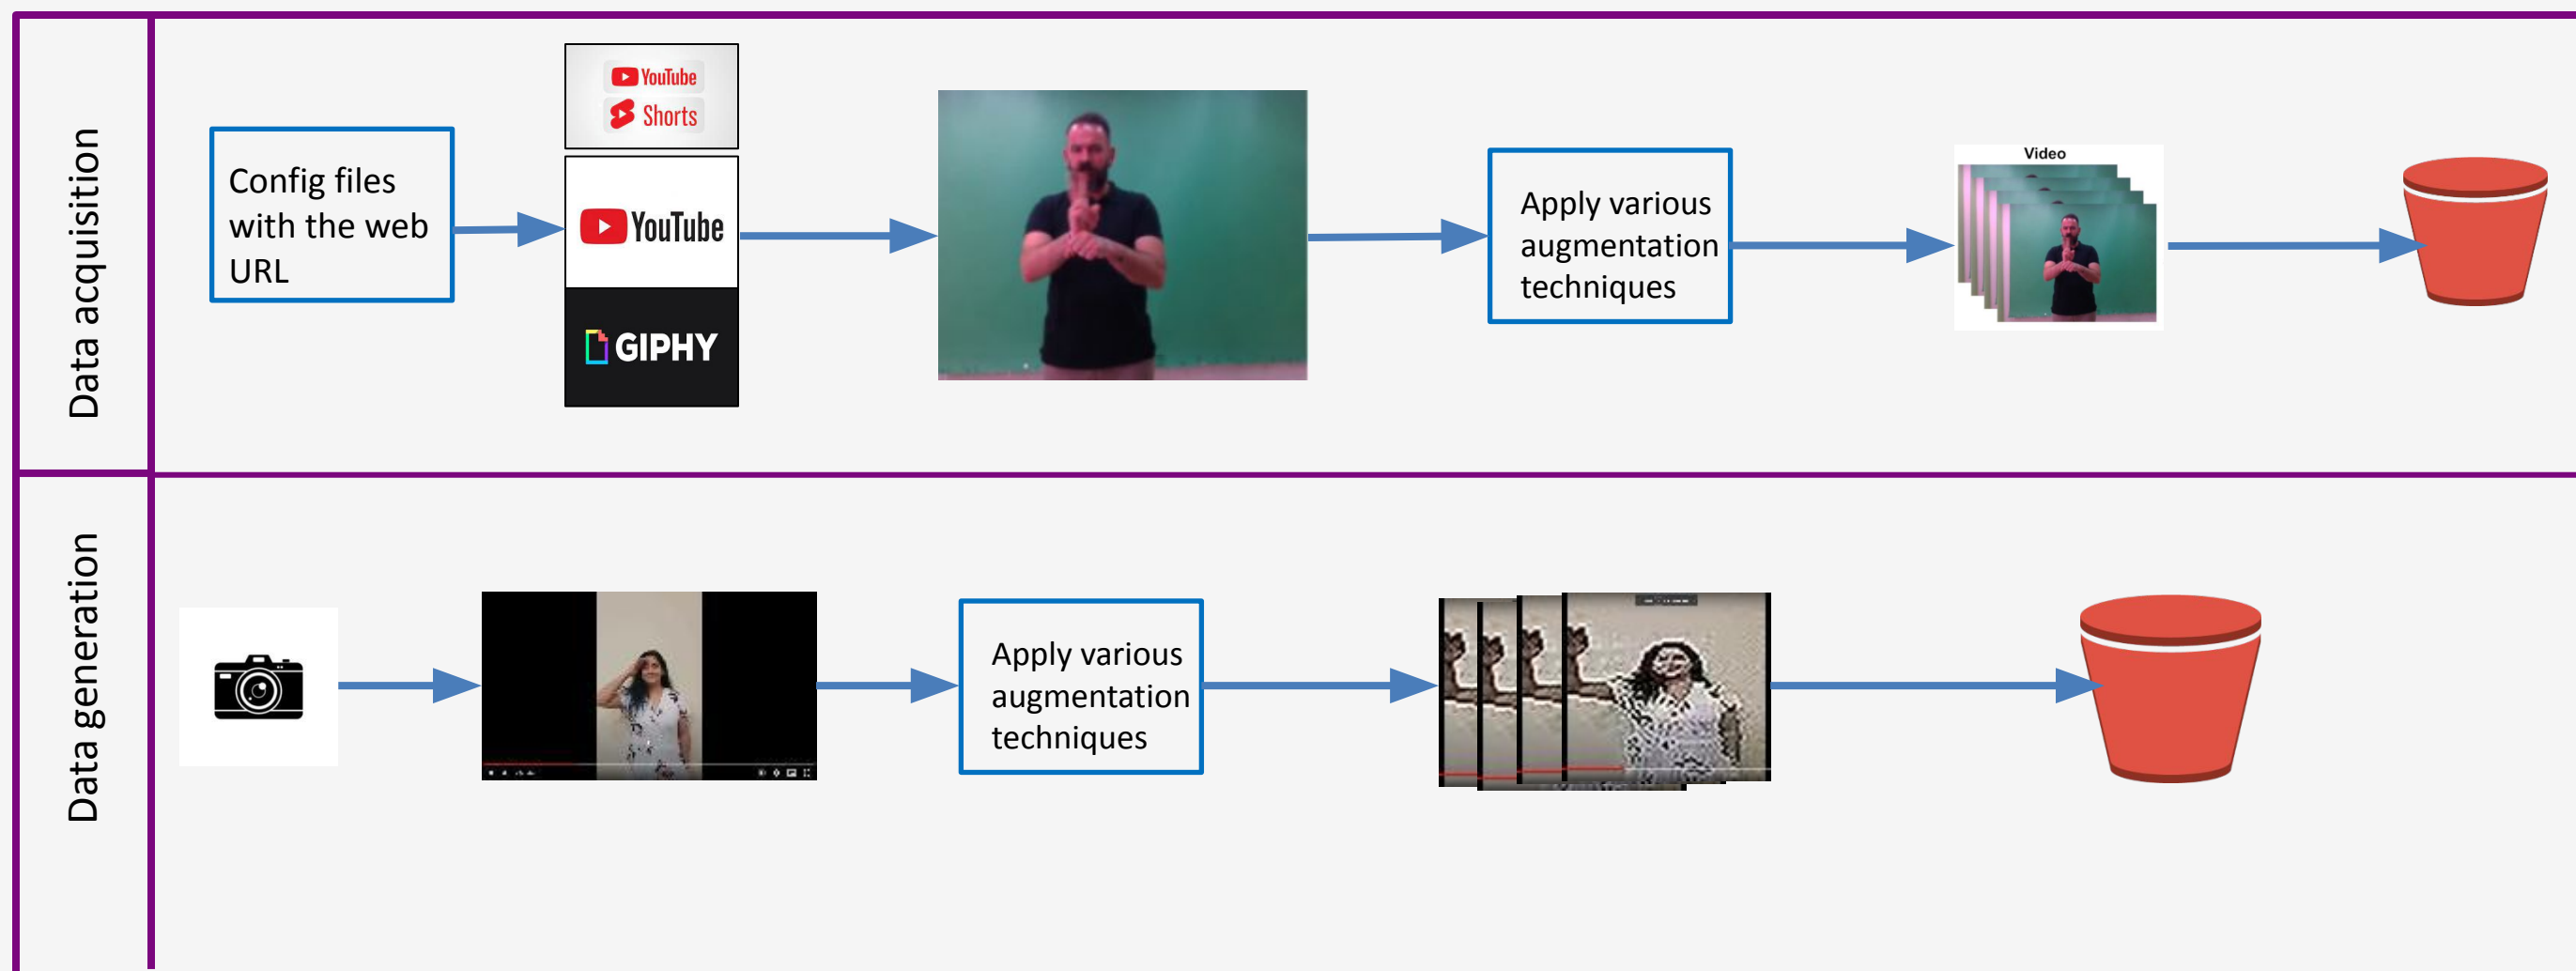 Data acquisition
Config files
with the web
URL
YouTube
Shorts
YouTube
GIPHY
Apply various
augmentation
techniques
Video
Data generation
Apply various
augmentation
techniques